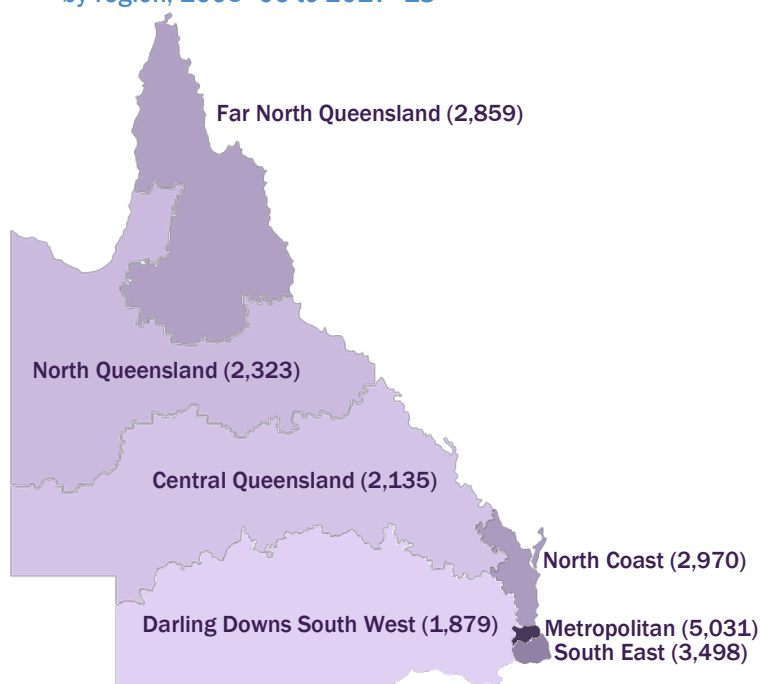 Far North Queensland (2,859)
North Queensland (2,323)
Central Queensland (2,135)
North Coast (2,970)
Darling Downs South West (1,879)
Metropolitan (5,031)
South East (3,498)